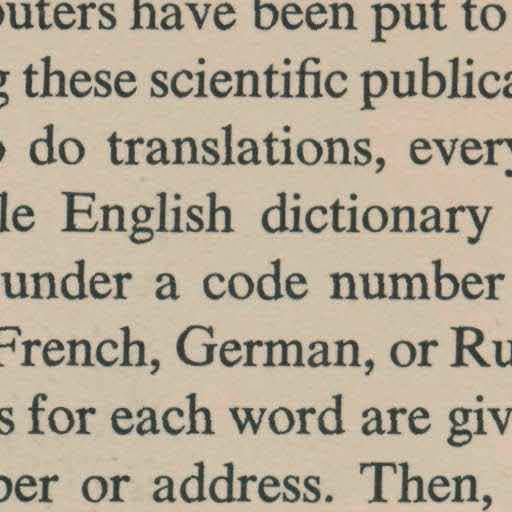 outers have been put to
g these scientific publica
o do translations, every
le English dictionary
under a code number
French, German, or Ru
s for each word are giv
ber or address. Then,